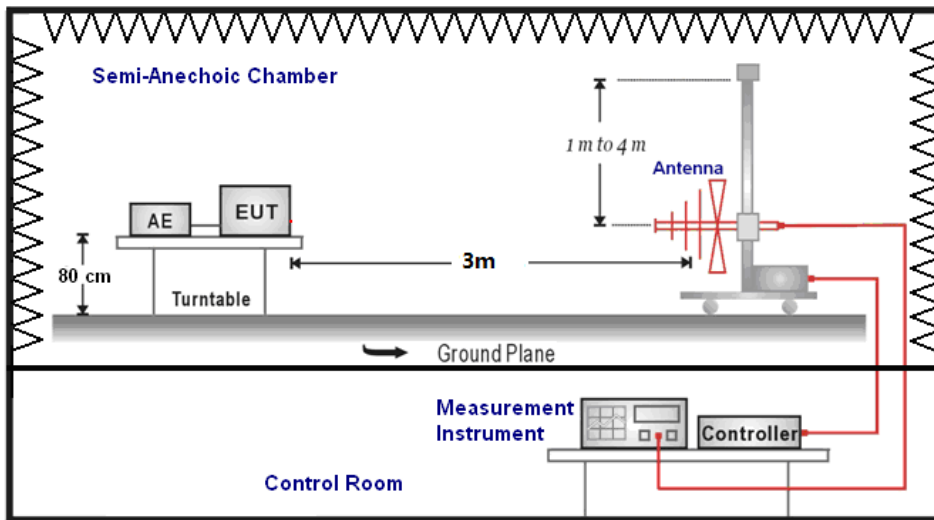 Semi-Anechoic Chamber
1 m to 4 m
Antenna
AE
EUT
80 cm
3m
Turntable
Ground Plane
Measurement
Instrument
Controller
Control Room